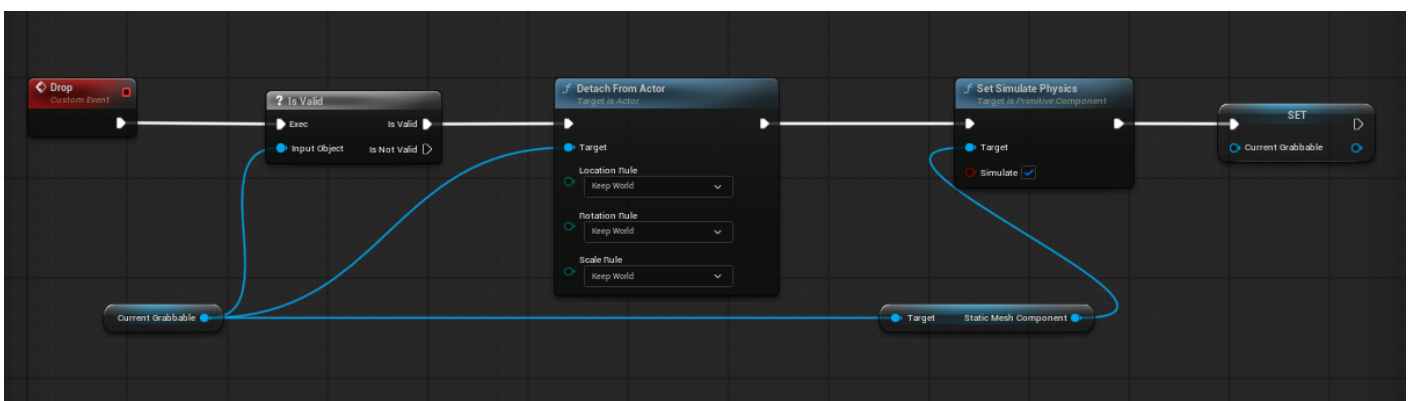 Drop
Custom Event
? Is Valid
Exec
Is Valid
Input Object
Is Not Valid
Current Grabbable
f Detach From Actor
Target is Actor
Target
Location Rule
Keep World
Rotation Rule
Keep World
Scale Rule
Keep World
f Set Simulate Physics
Target is Primitive Component
Target
Simulate
Target
Static Mesh Component
SET
Current Grabbable